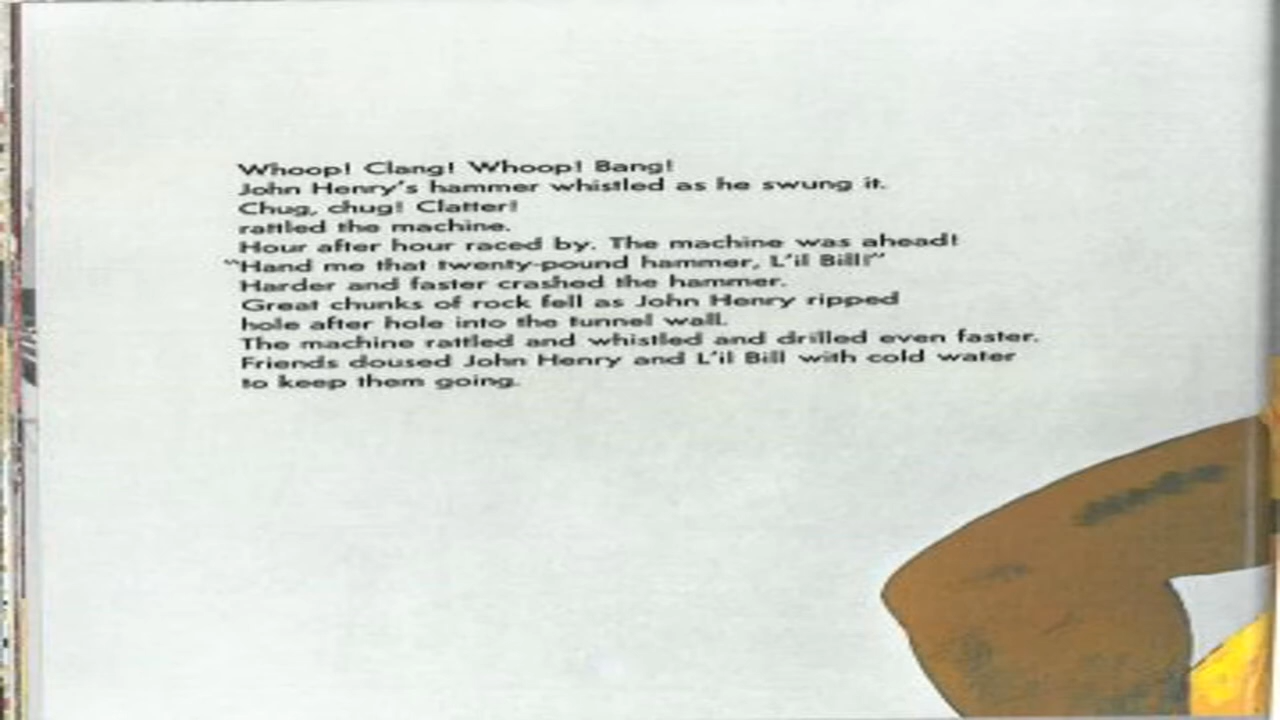 Whoop! Clang! Whoop! Bang!
John Henry's hammer whistled as he swung it.
Chug, chug! Clatter!
rattled the machine.
Hour after hour raced by. The machine was ahead!
"Hand me that twenty-pound hammer, L'il Bill!"
Harder and faster crashed the hammer.
Great chunks of rock fell as John Henry ripped
hole after hole into the tunnel wall.
The machine rattled and whistled and drilled even faster.
Friends doused John Henry and L'il Bill with cold water
to keep them going.